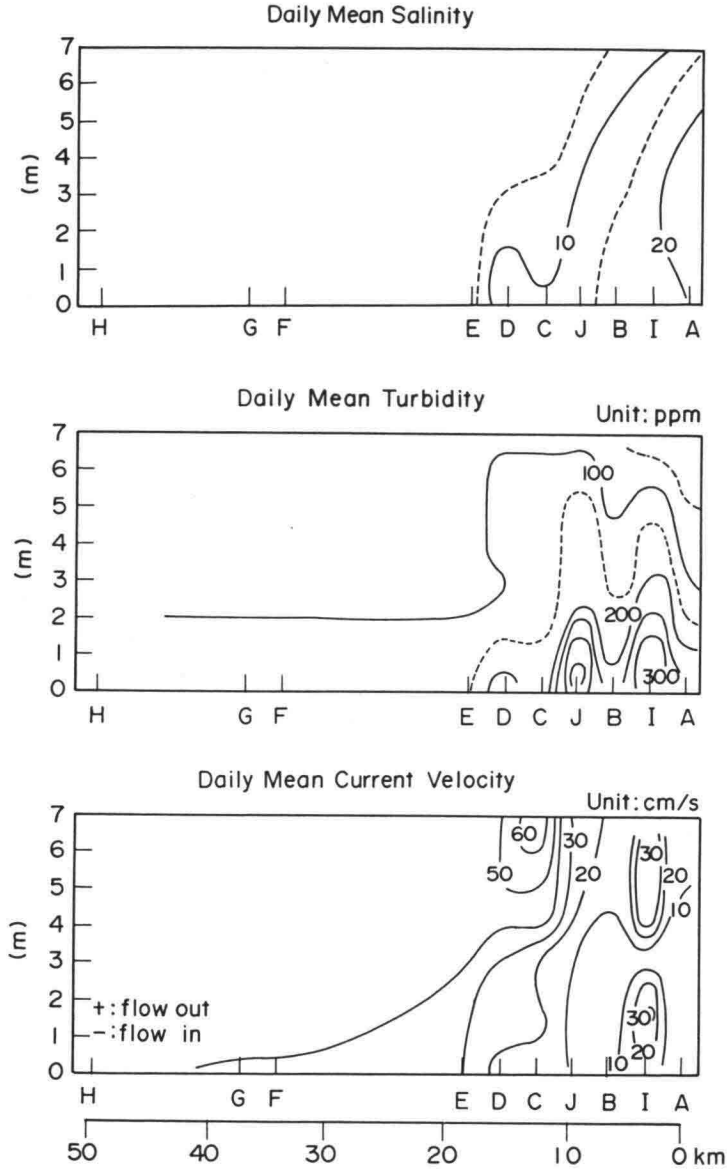 Daily Mean Salinity
7
6
5
4
3
2
1
0
(m)
10
20
H G F E D C J B I A
Daily Mean Turbidity
Unit: ppm
7
6
5
4
3
2
1
0
(m)
100
200
300
H G F E D C J B I A
Daily Mean Current Velocity
Unit: cm/s
7
6
5
4
3
2
1
0
(m)
60
50
30
20
30
20
10
+: flow out
-: flow in
30
20
10
H G F E D C J B I A
50 40 30 20 10 0 km